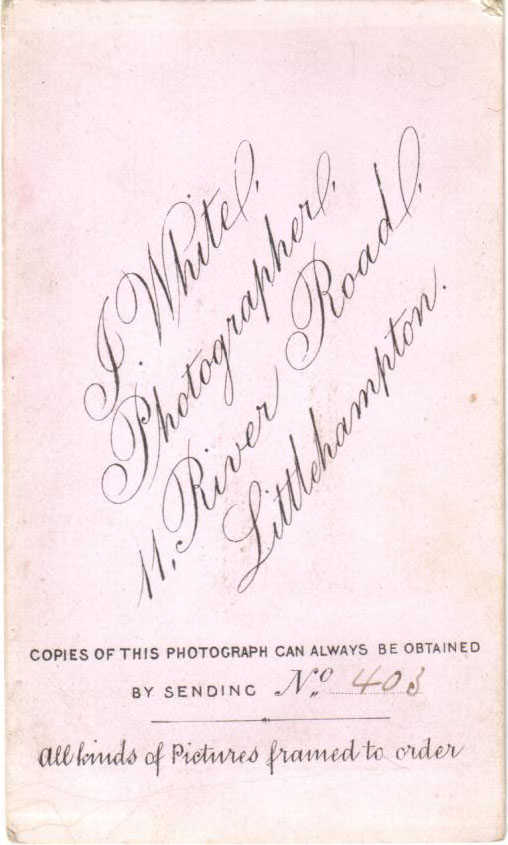 J. White,
Photographer,
11, River Road,
Littlehampton.
COPIES OF THIS PHOTOGRAPH CAN ALWAYS BE OBTAINED
BY SENDING No 403
All kinds of Pictures framed to order